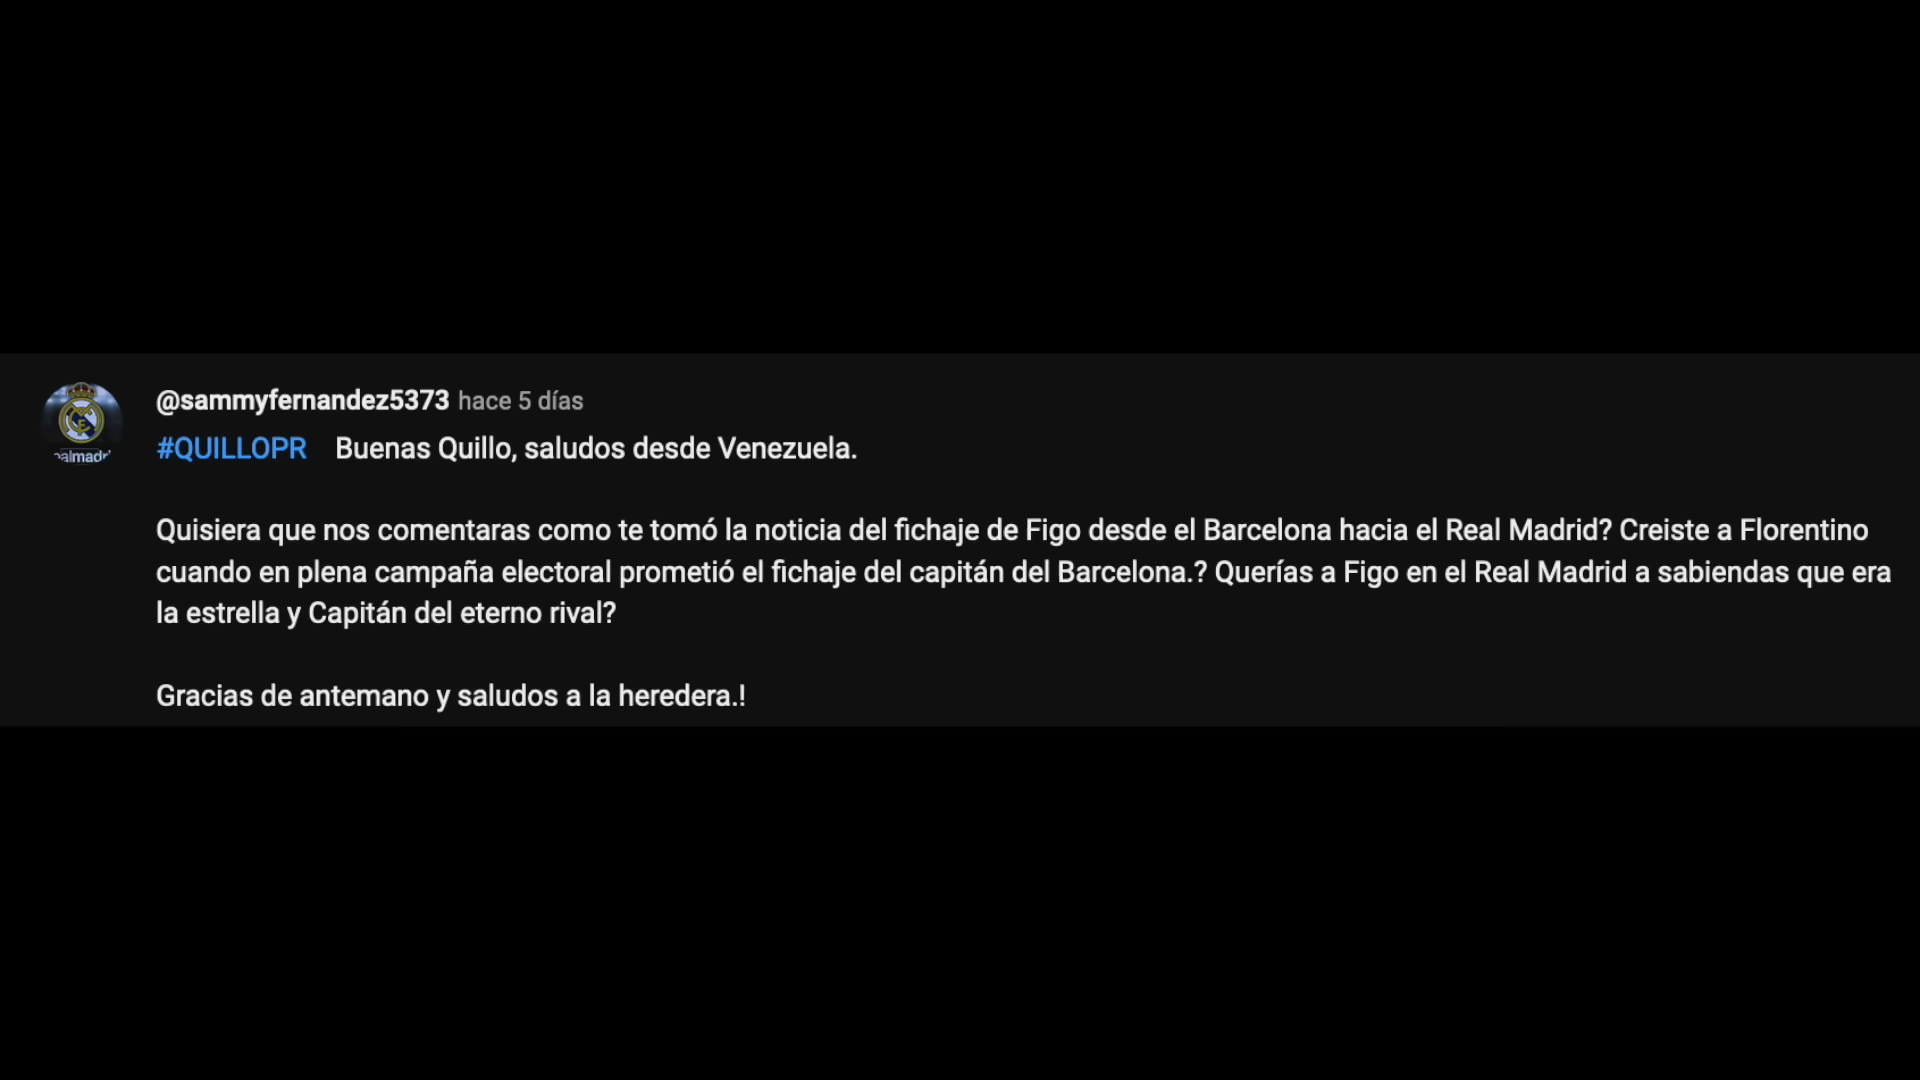 @sammyfernandez5373 hace 5 días
#QUILLOPR Buenas Quillo, saludos desde Venezuela.
Quisiera que nos comentaras como te tomó la noticia del fichaje de Figo desde el Barcelona hacia el Real Madrid? Creiste a Florentino
cuando en plena campaña electoral prometió el fichaje del capitán del Barcelona.? Querías a Figo en el Real Madrid a sabiendas que era
la estrella y Capitán del eterno rival?
Gracias de antemano y saludos a la heredera.!